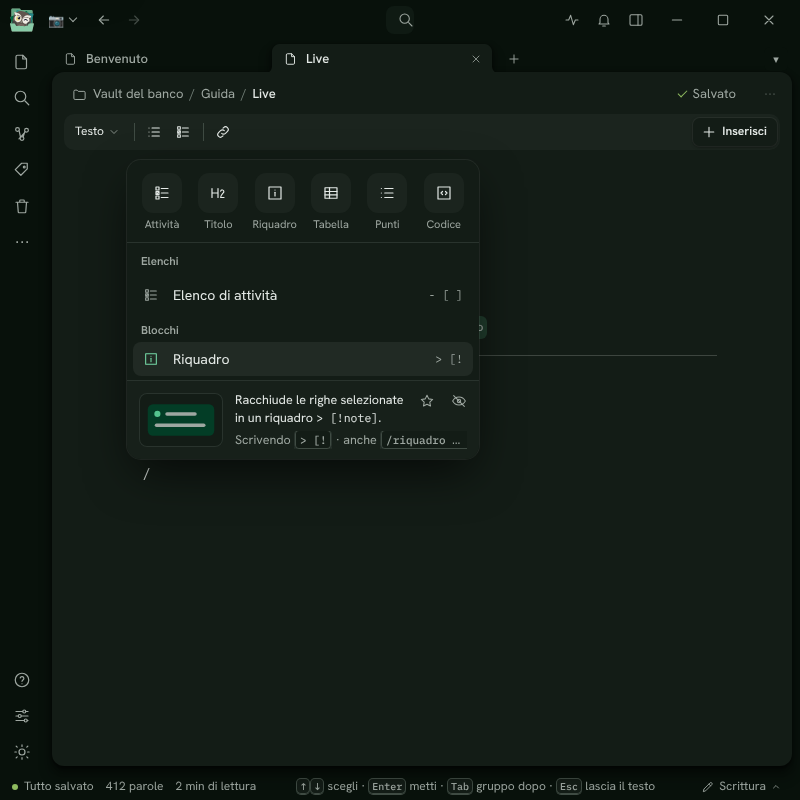 Benvenuto
Live
Vault del banco / Guida / Live
Salvato
Testo
Inserisci
Attività
Titolo
Riquadro
Tabella
Punti
Codice
Elenchi
Elenco di attività
- [ ]
Blocchi
Riquadro
> [!
Racchiude le righe selezionate
in un riquadro > [!note].
Scrivendo > [! · anche /riquadro …
/
Tutto salvato
412 parole
2 min di lettura
↑ ↓ scegli · Enter metti · Tab gruppo dopo · Esc lascia il testo
Scrittura